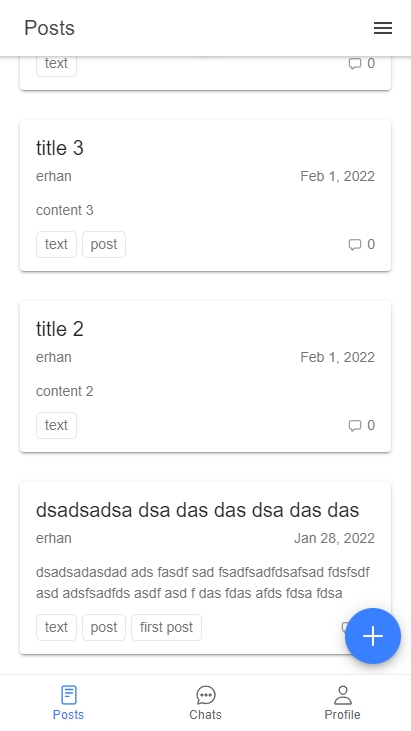 Posts
text
0
title 3
erhan
Feb 1, 2022
content 3
text
post
0
title 2
erhan
Feb 1, 2022
content 2
text
0
dsadsadsa dsa das das dsa das das
erhan
Jan 28, 2022
dsadsadasdad ads fasdf sad fsadfsadfdsafsad fdsfsdf
asd adsfsadfds asdf asd f das fdas afds fdsa fdsa
text
post
first post
Posts
Chats
Profile